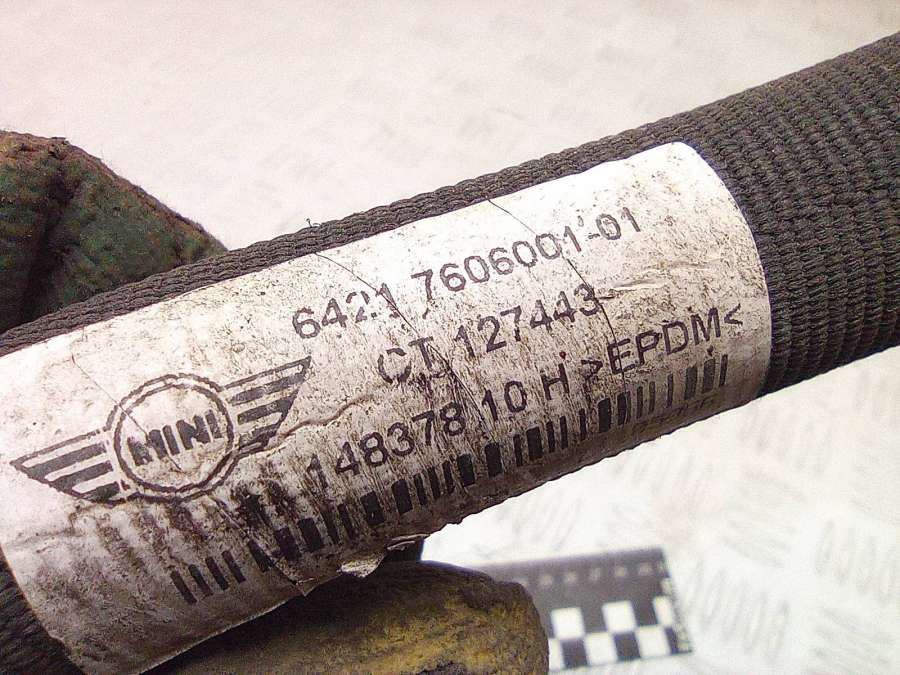 6421 7606001-01
CT 127443
MINI
148378 10 H >EPDM<